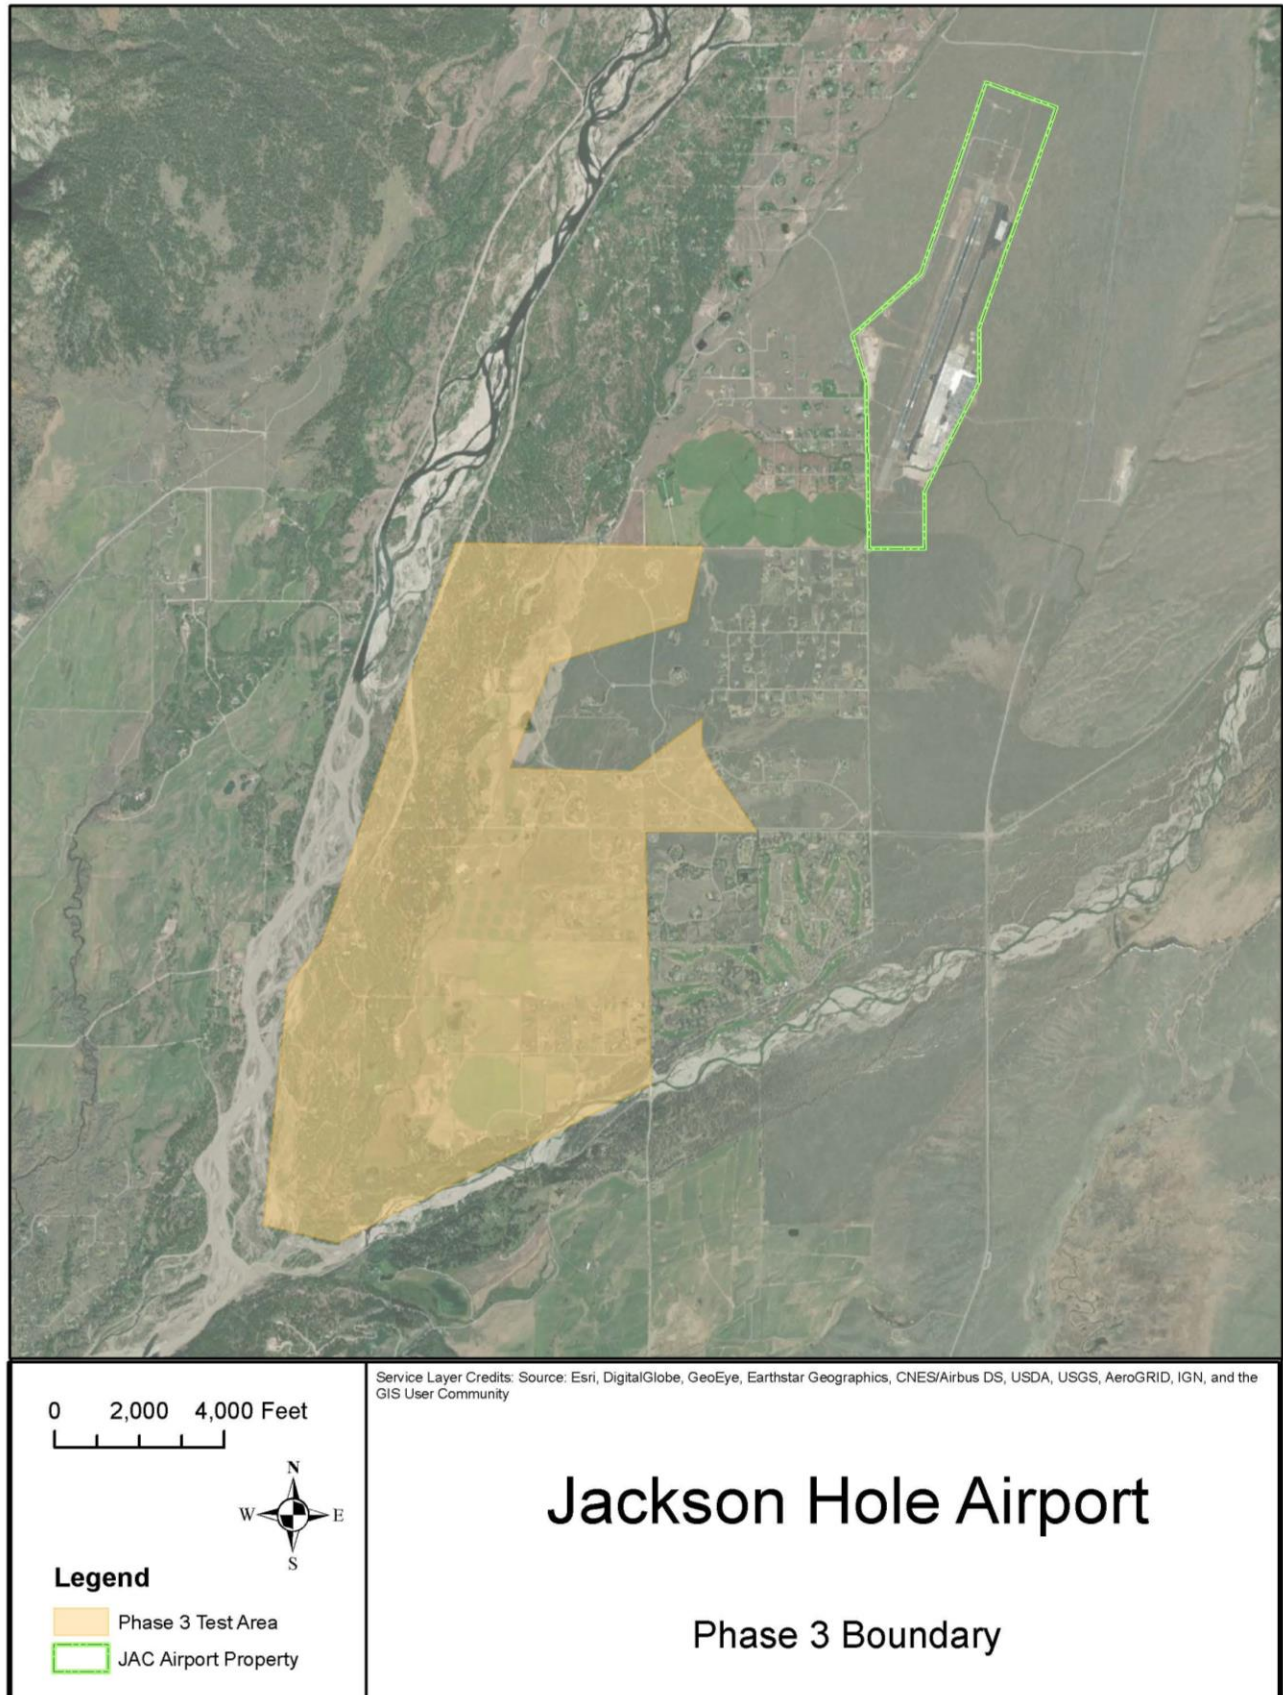 Service Layer Credits: Source: Esri, DigitalGlobe, GeoEye, Earthstar Geographics, CNES/Airbus DS, USDA, USGS, AeroGRID, IGN, and the
GIS User Community
0 2,000 4,000 Feet
N
W E
S
Legend
Phase 3 Test Area
JAC Airport Property
Jackson Hole Airport
Phase 3 Boundary